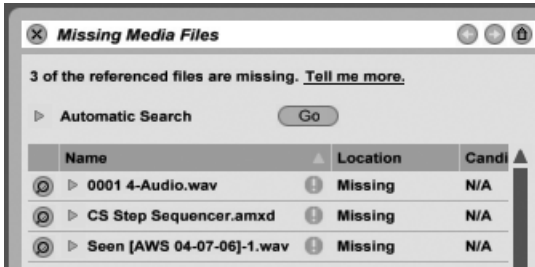 Missing Media Files
3 of the referenced files are missing. Tell me more.
Automatic Search Go
Name Location Candi
0001 4-Audio.wav Missing N/A
CS Step Sequencer.amxd Missing N/A
Seen [AWS 04-07-06]-1.wav Missing N/A